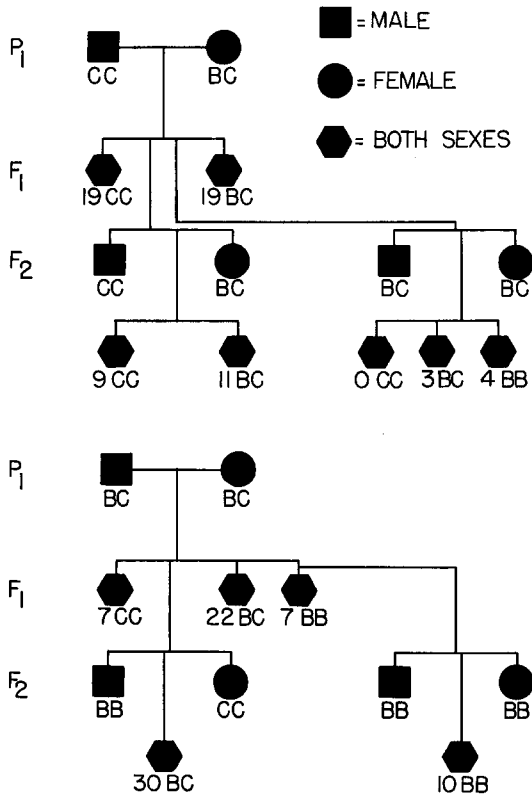 P1
CC BC
= MALE
= FEMALE
= BOTH SEXES
F1
19 CC 19 BC
F2
CC BC BC BC
9 CC 11 BC 0 CC 3 BC 4 BB
P1
BC BC
F1
7 CC 22 BC 7 BB
F2
BB CC BB BB
30 BC 10 BB